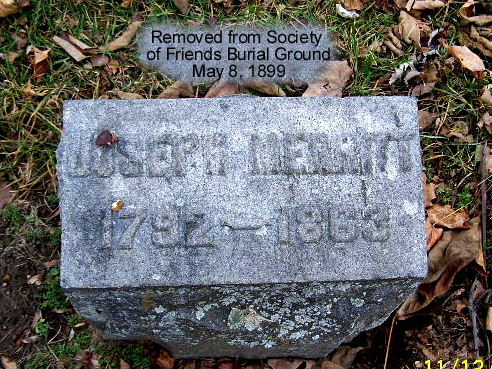 Removed from Society
of Friends Burial Ground
May 8, 1899
JOSEPH MERRITT
1792 — 1863